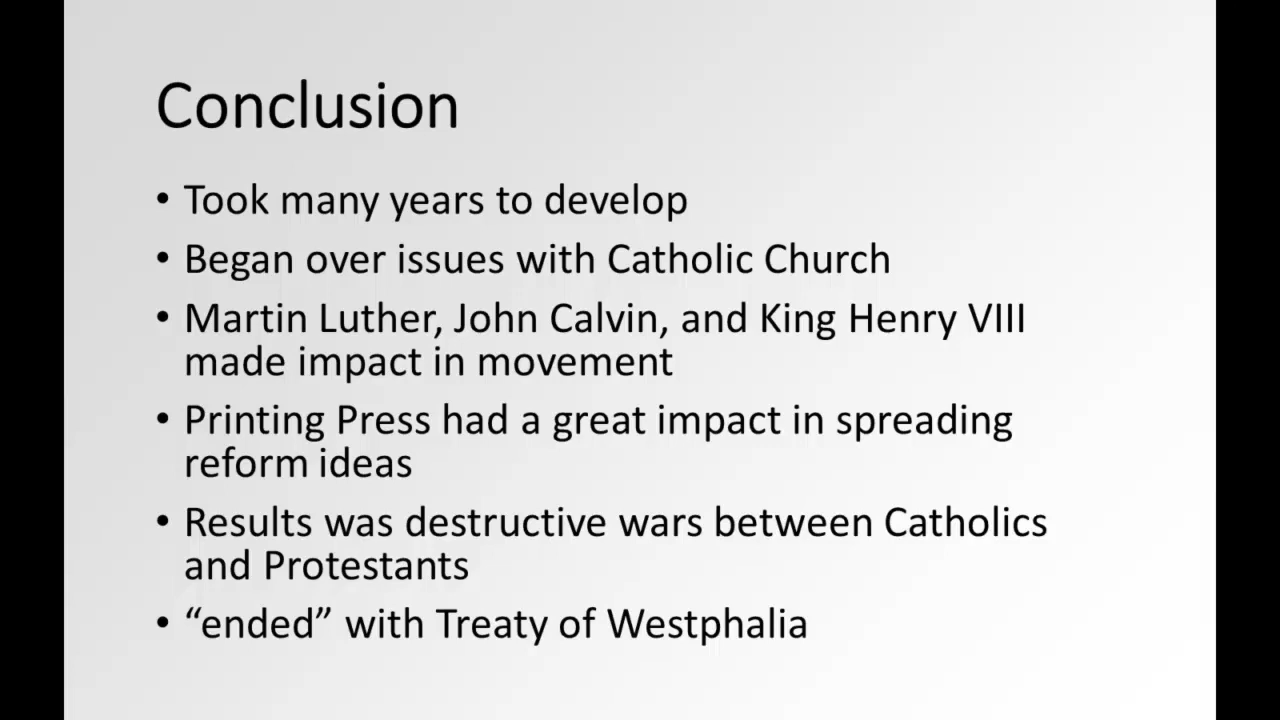 Conclusion
• Took many years to develop
• Began over issues with Catholic Church
• Martin Luther, John Calvin, and King Henry VIII
made impact in movement
• Printing Press had a great impact in spreading
reform ideas
• Results was destructive wars between Catholics
and Protestants
• “ended” with Treaty of Westphalia